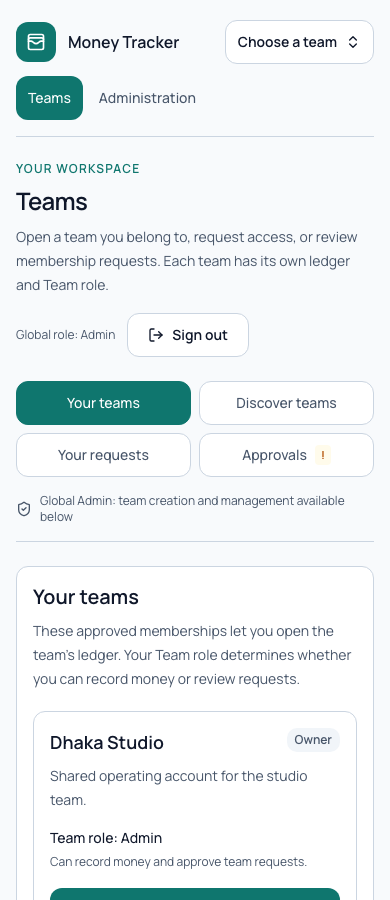 Money Tracker
Choose a team
Teams
Administration
YOUR WORKSPACE
Teams
Open a team you belong to, request access, or review
membership requests. Each team has its own ledger
and Team role.
Global role: Admin
Sign out
Your teams
Discover teams
Your requests
Approvals !
Global Admin: team creation and management available
below
Your teams
These approved memberships let you open the
team's ledger. Your Team role determines whether
you can record money or review requests.
Dhaka Studio
Owner
Shared operating account for the studio
team.
Team role: Admin
Can record money and approve team requests.